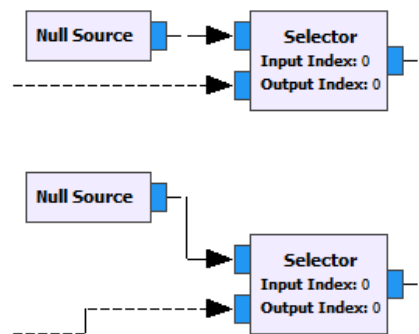 Null Source
Selector
Input Index: 0
Output Index: 0
Null Source
Selector
Input Index: 0
Output Index: 0